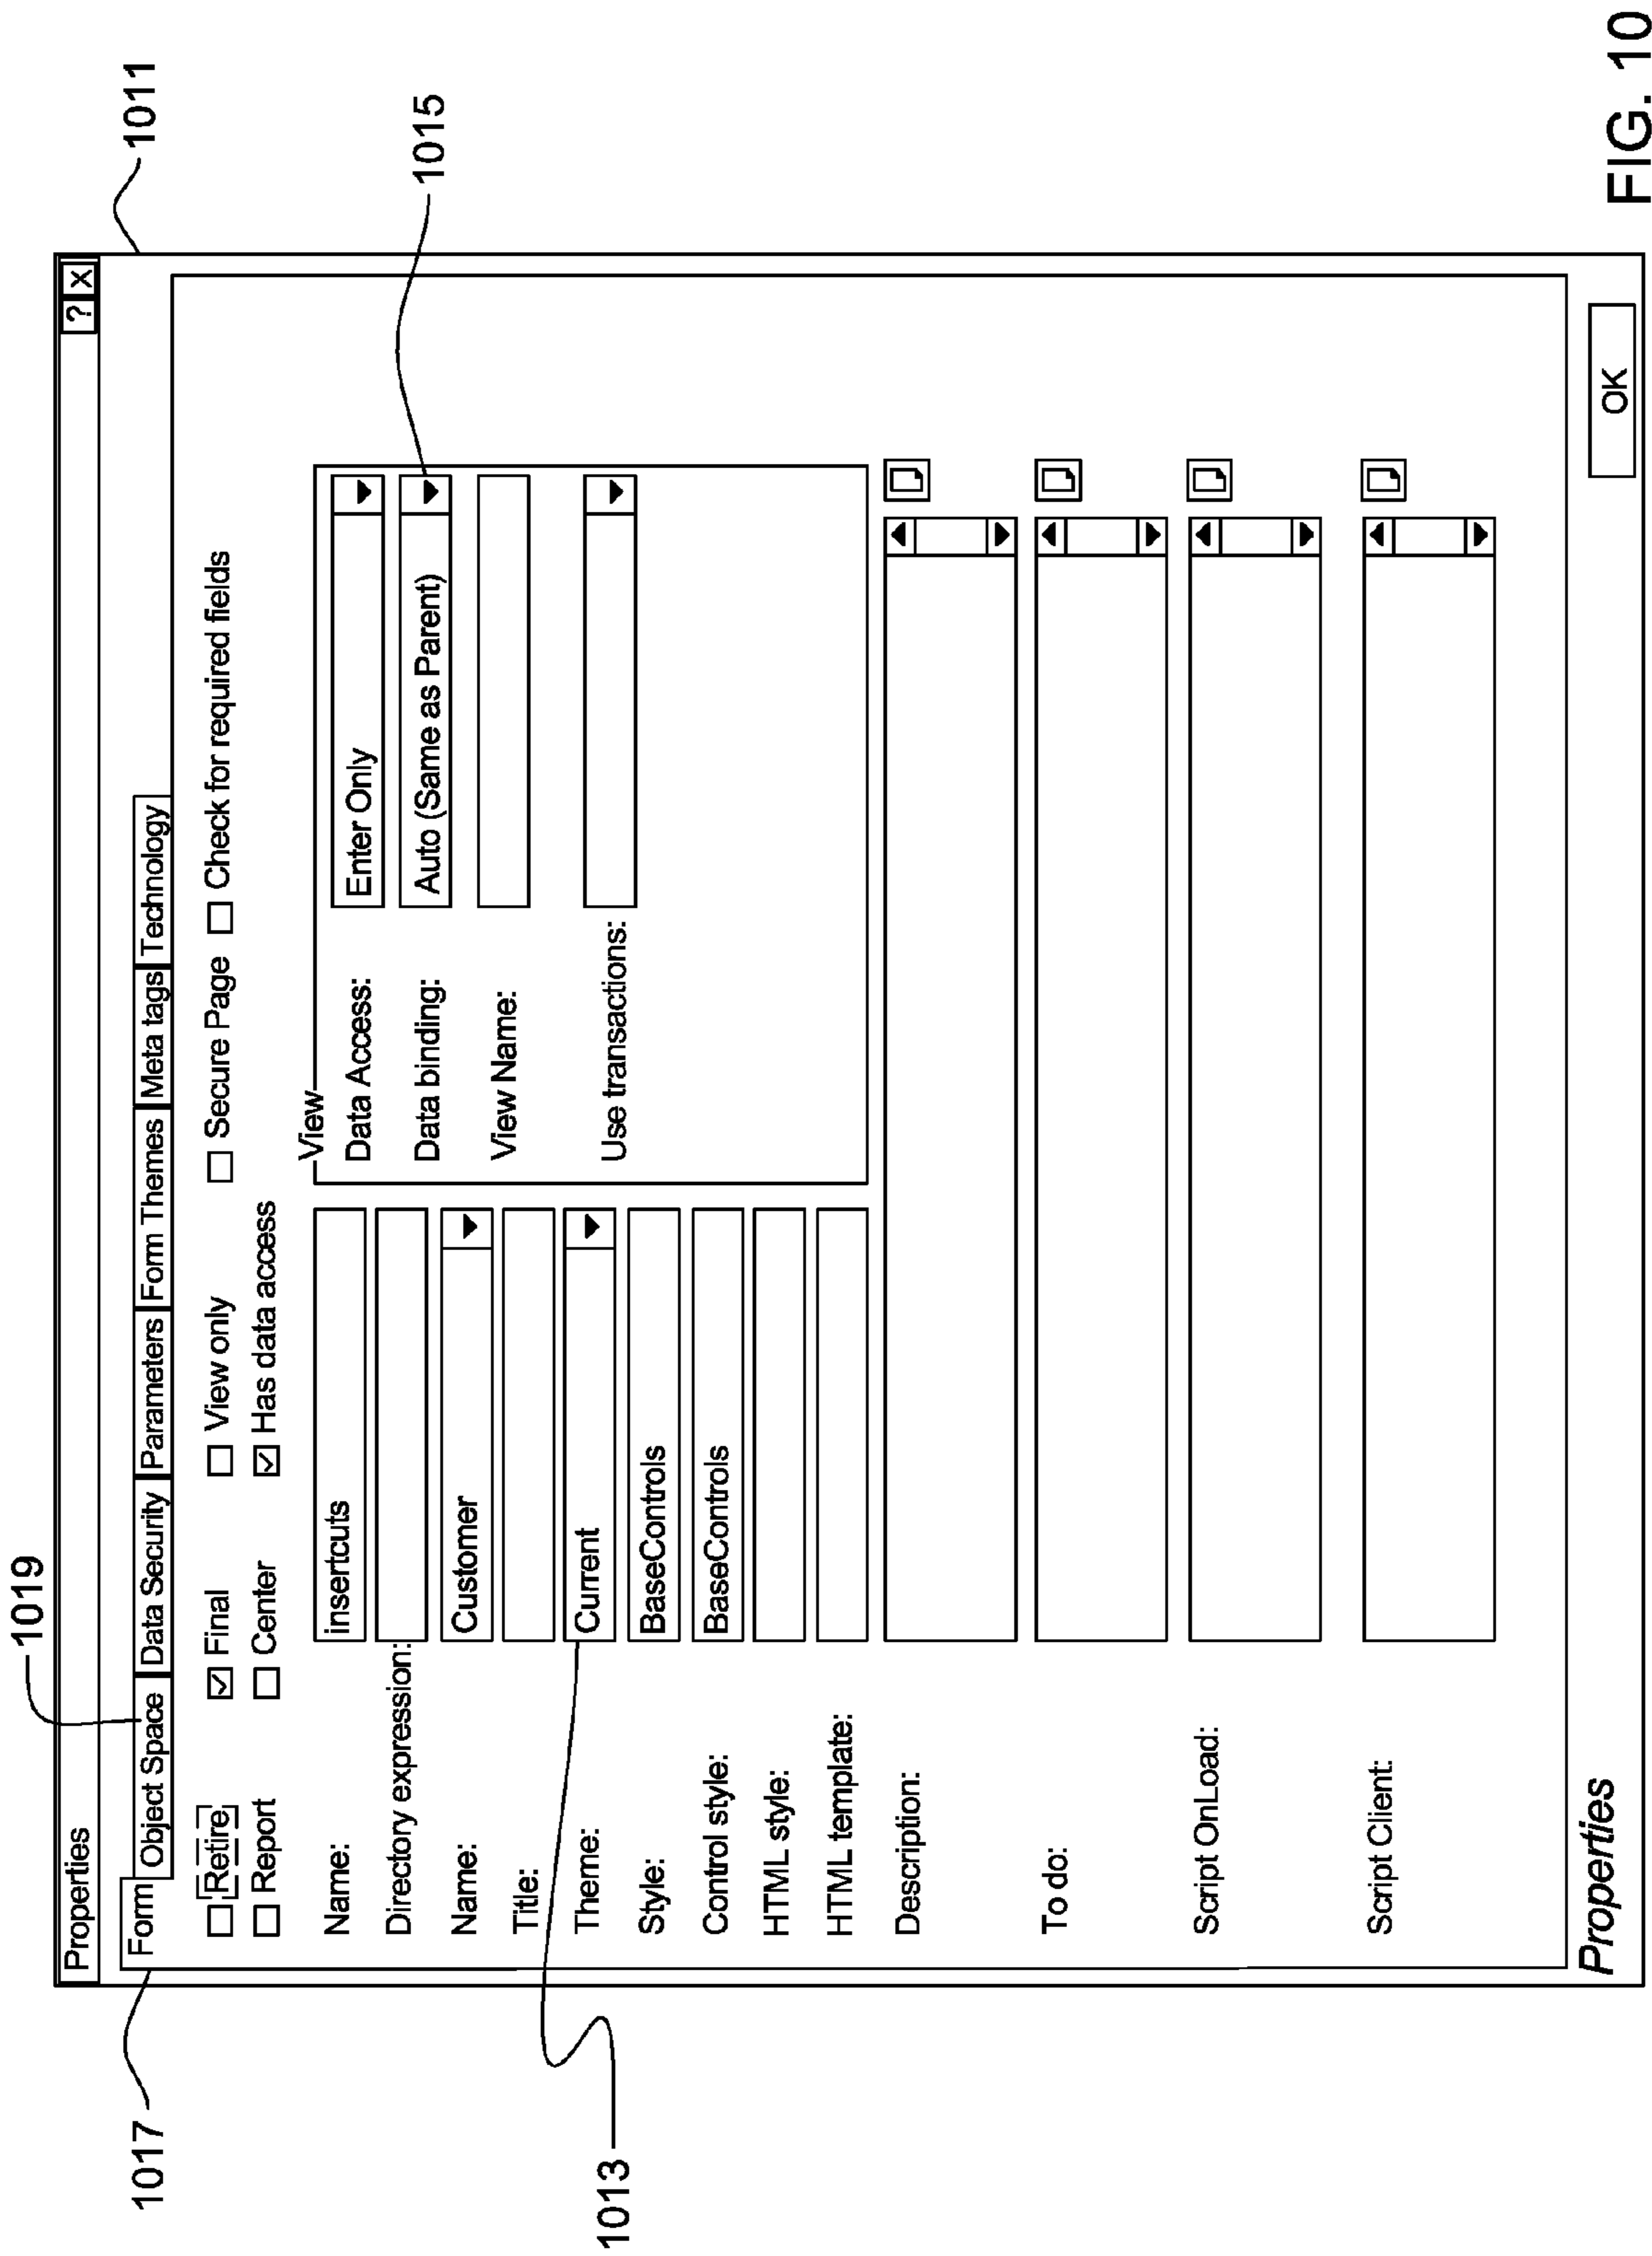 1019
1011
1015
1017
1013
Properties
? X
Form Object Space Data Security Parameters Form Themes Meta tags Technology
Retire Final View only Secure Page Check for required fields
Report Center Has data access
View
Name: insertcuts
Data Access: Enter Only
Directory expression:
Data binding: Auto (Same as Parent)
Name: Customer
View Name:
Title:
Theme: Current
Use transactions:
Style: BaseControls
Control style: BaseControls
HTML style:
HTML template:
Description:
To do:
Script OnLoad:
Script Client:
Properties
OK
FIG. 10